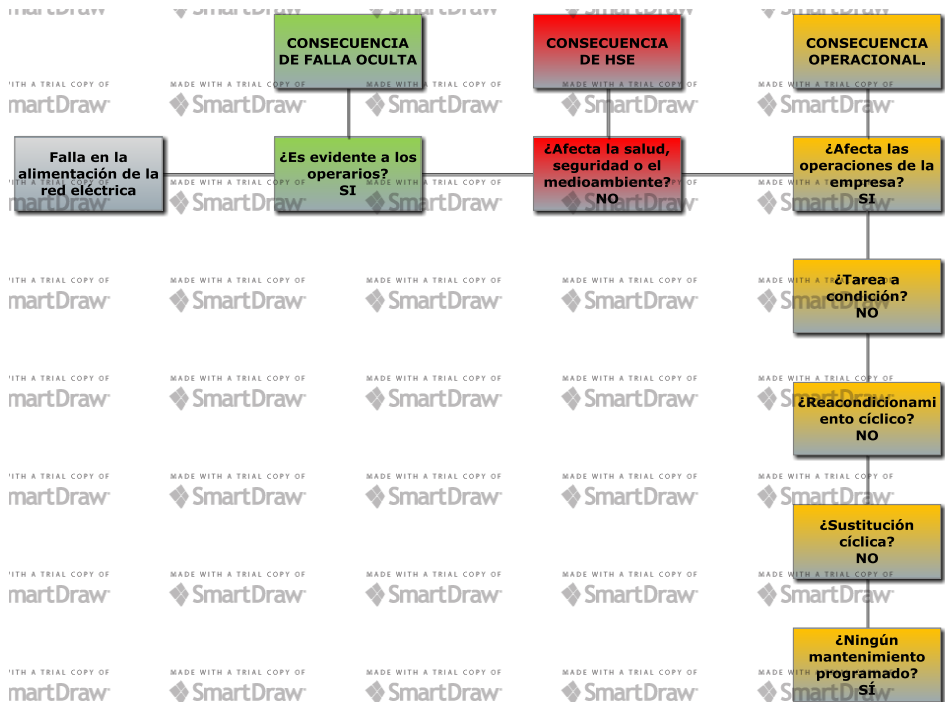 CONSECUENCIA
DE FALLA OCULTA
CONSECUENCIA
DE HSE
CONSECUENCIA
OPERACIONAL.
Falla en la
alimentación de la
red eléctrica
¿Es evidente a los
operarios?
SI
¿Afecta la salud,
seguridad o el
medioambiente?
NO
¿Afecta las
operaciones de la
empresa?
SI
¿Tarea a
condición?
NO
¿Reacondicionami
ento cíclico?
NO
¿Sustitución
cíclica?
NO
¿Ningún
mantenimiento
programado?
SÍ
MADE WITH A TRIAL COPY OF
SmartDraw